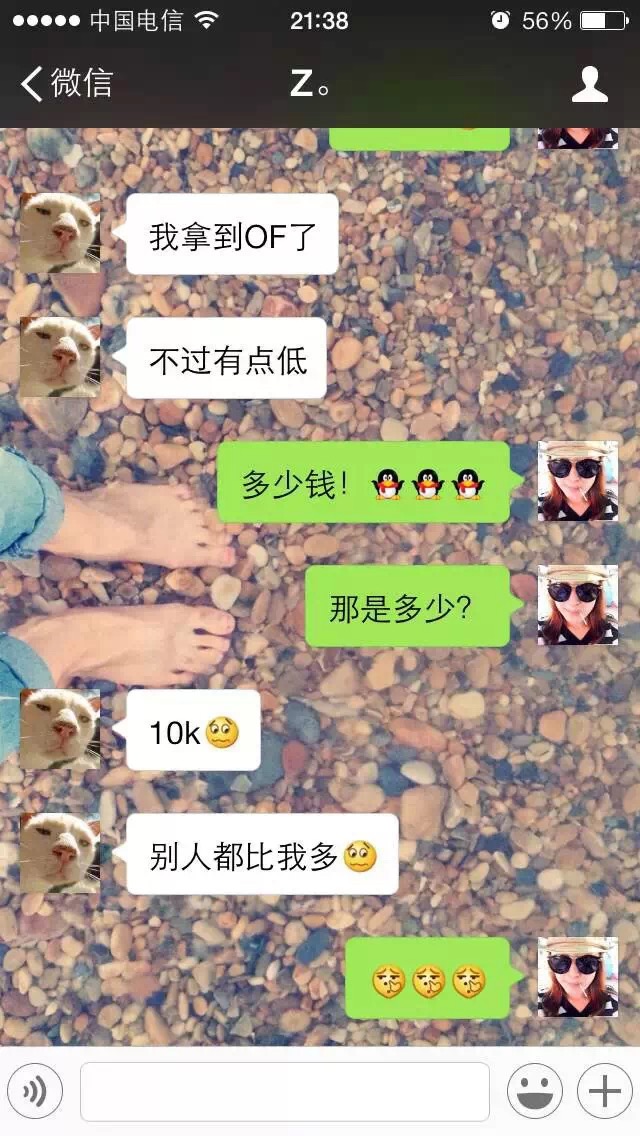 中国电信
21:38
56%
微信
Z。
我拿到OF了
不过有点低
多少钱！
那是多少？
10k
别人都比我多